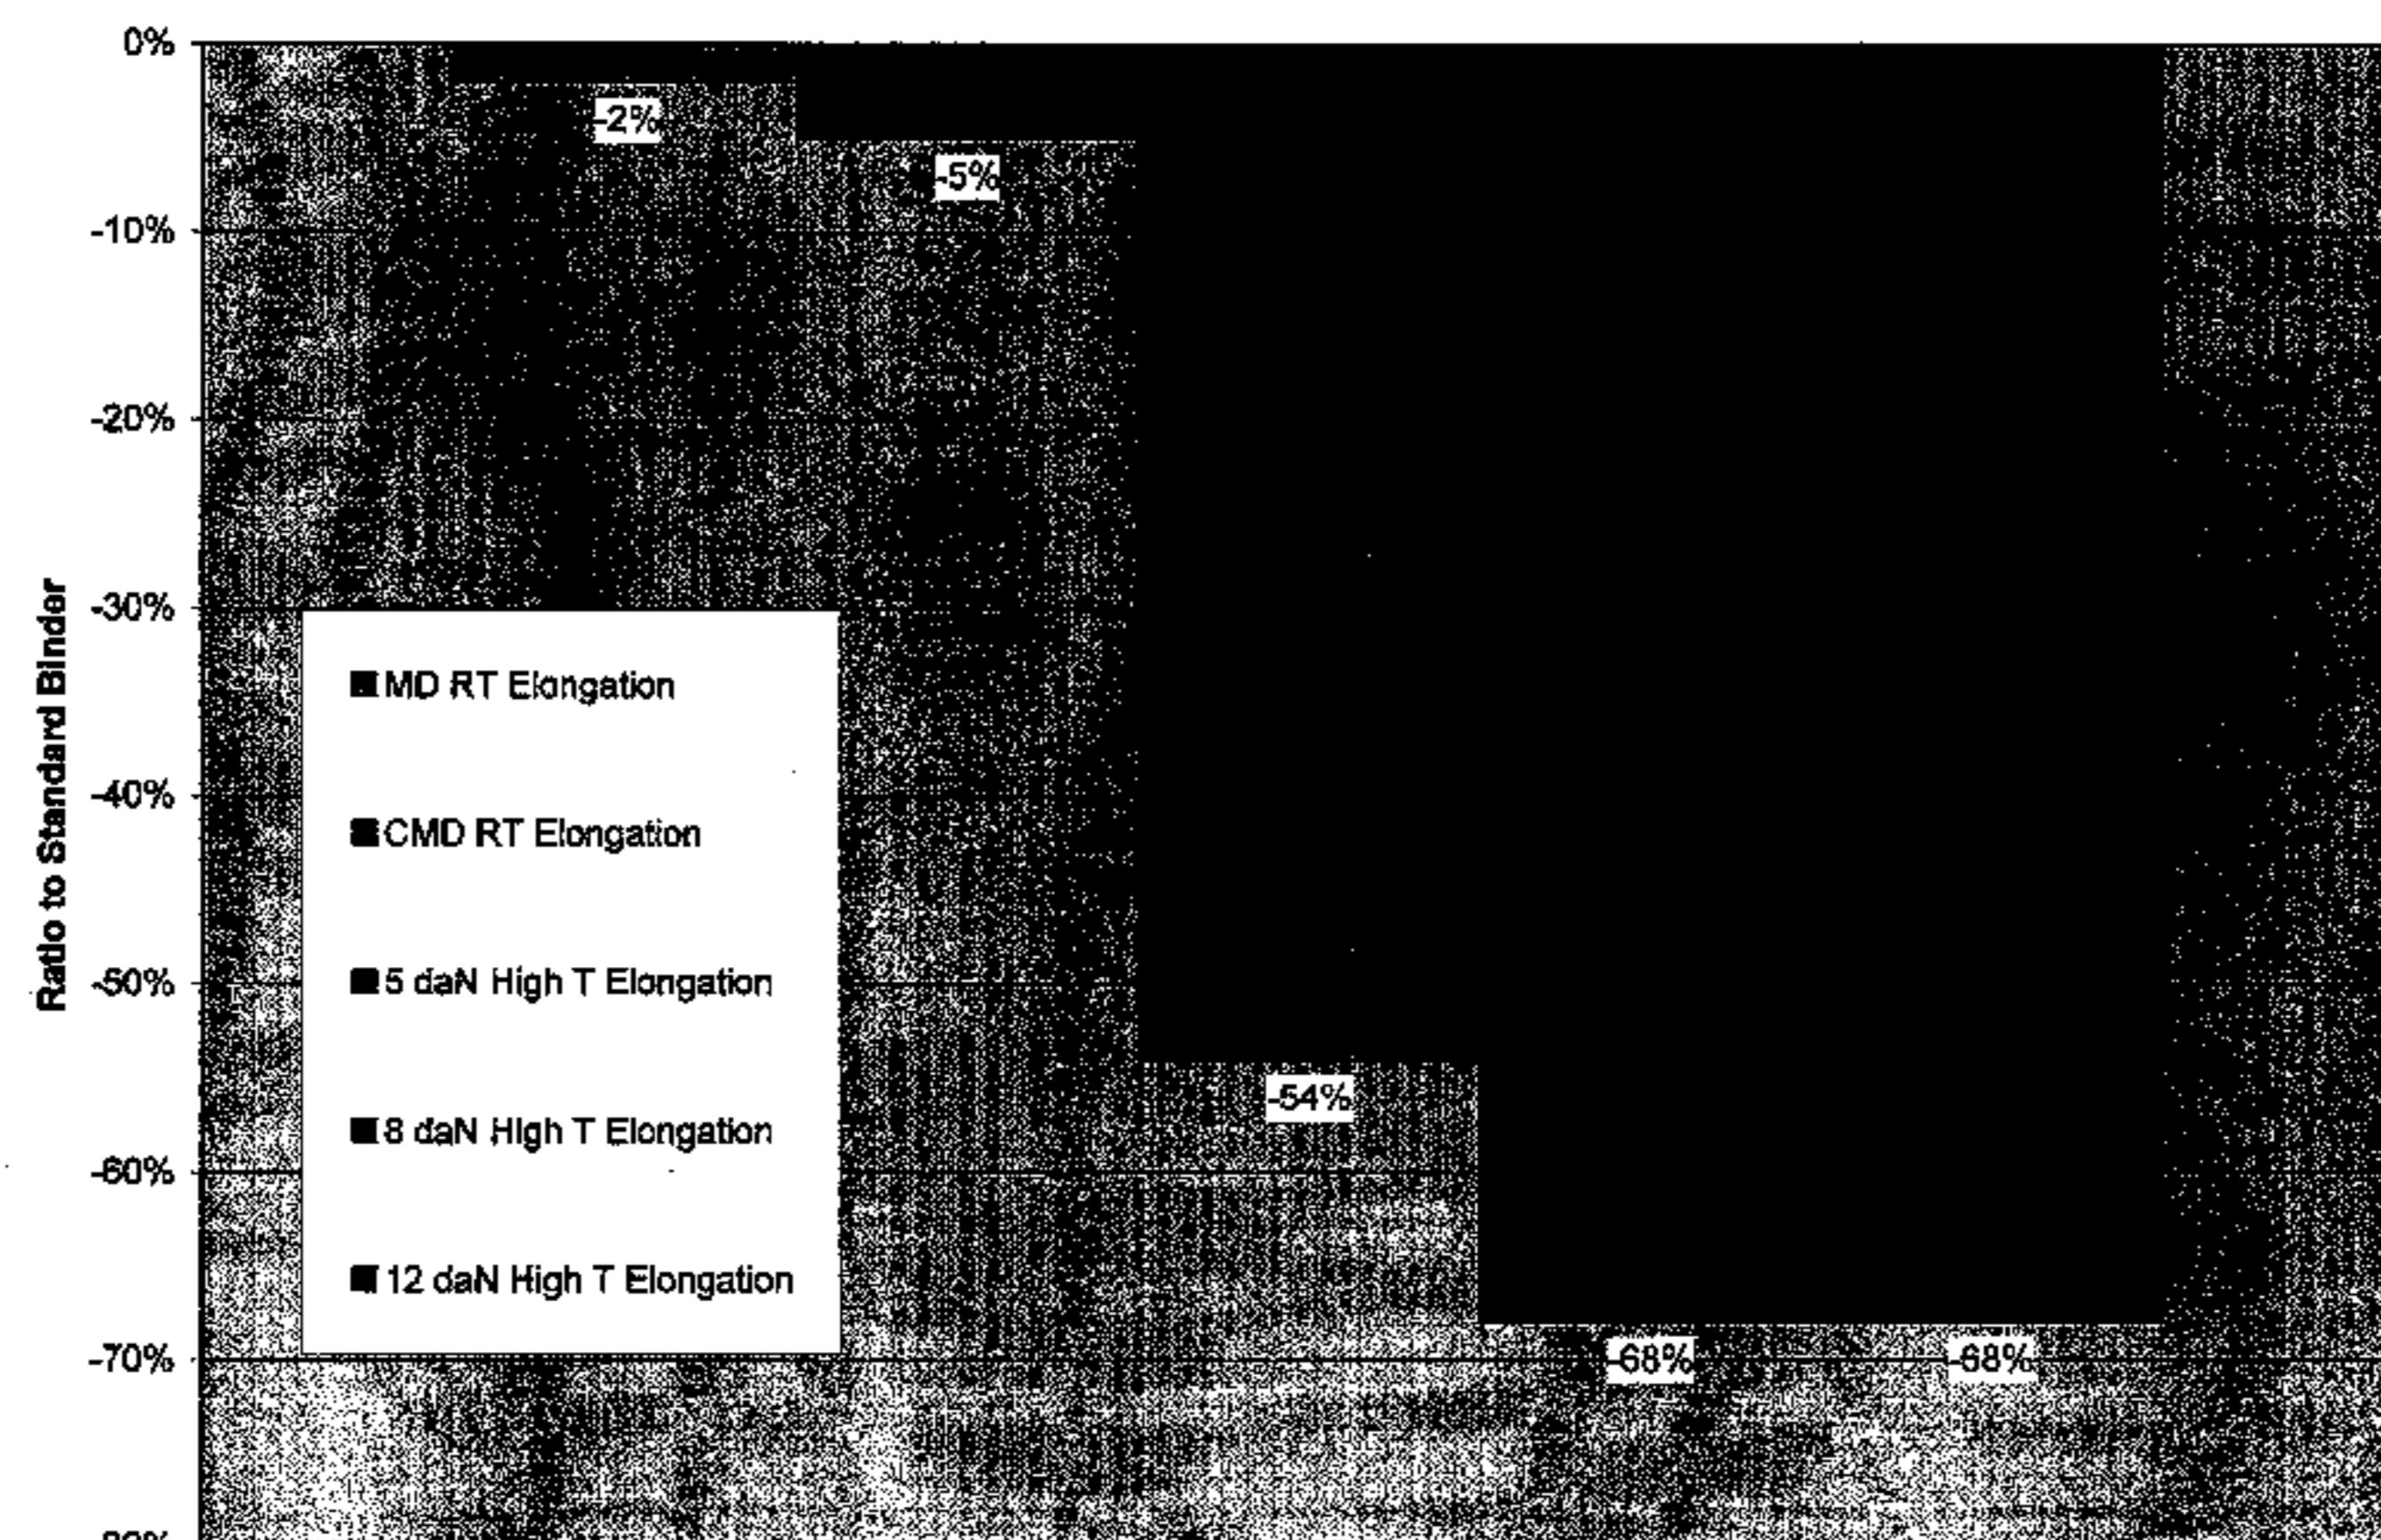 0%
-2%
-5%
-10%
-20%
-30%
Ratio to Standard Binder
MD RT Elongation
CMD RT Elongation
-40%
5 daN High T Elongation
-50%
-54%
8 daN High T Elongation
-60%
12 daN High T Elongation
-68%
-68%
-70%